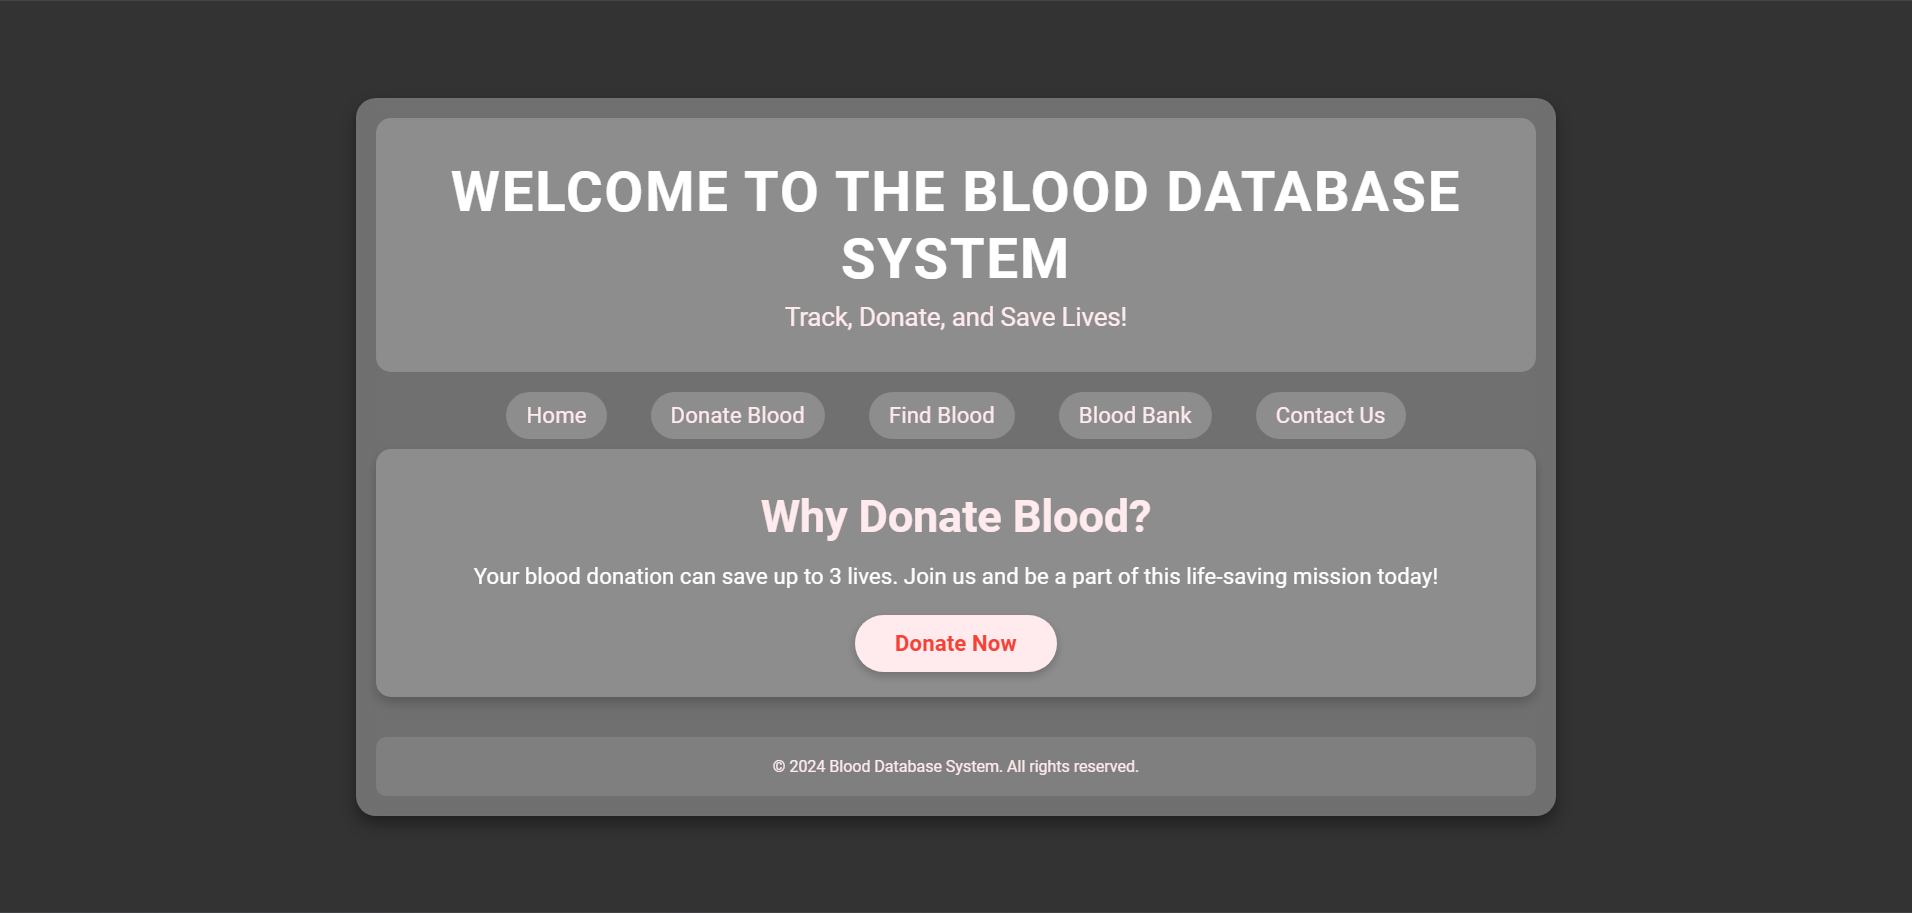 WELCOME TO THE BLOOD DATABASE
SYSTEM
Track, Donate, and Save Lives!
Home
Donate Blood
Find Blood
Blood Bank
Contact Us
Why Donate Blood?
Your blood donation can save up to 3 lives. Join us and be a part of this life-saving mission today!
Donate Now
© 2024 Blood Database System. All rights reserved.